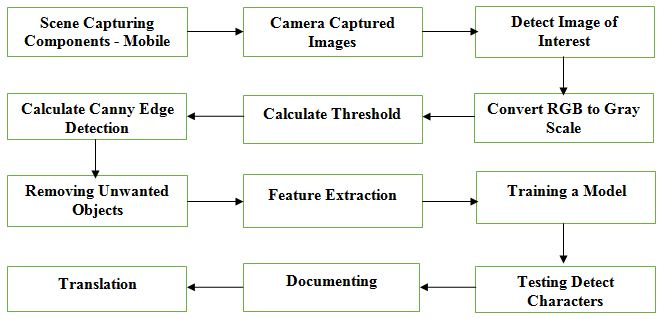 Scene Capturing
Components - Mobile
Camera Captured
Images
Detect Image of
Interest
Convert RGB to Gray
Scale
Calculate Threshold
Calculate Canny Edge
Detection
Removing Unwanted
Objects
Feature Extraction
Training a Model
Testing Detect
Characters
Documenting
Translation